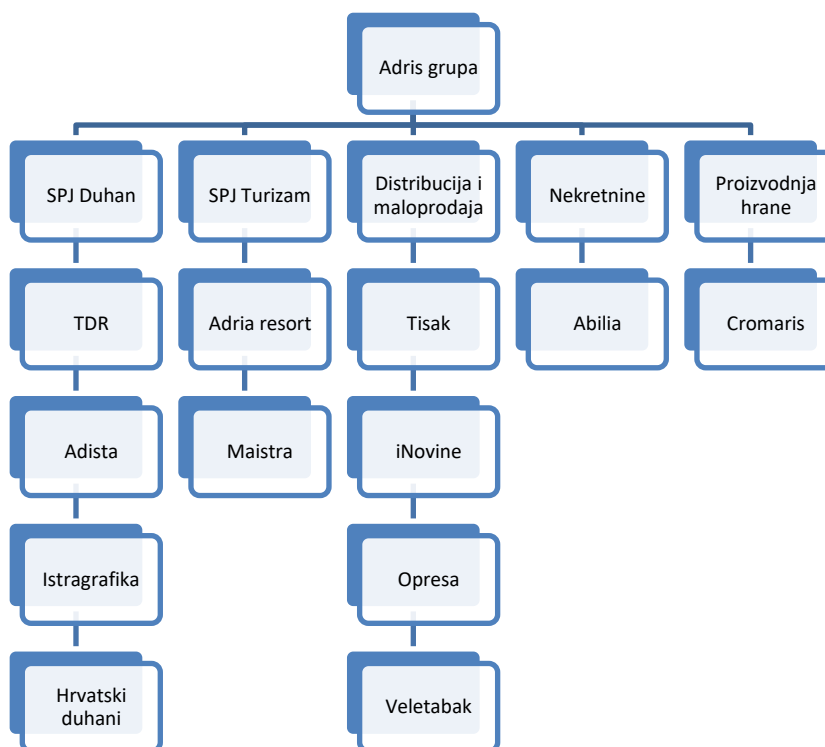 Adris grupa
SPJ Duhan
SPJ Turizam
Distribucija i
maloprodaja
Nekretnine
Proizvodnja
hrane
TDR
Adria resort
Tisak
Abilia
Cromaris
Adista
Maistra
iNovine
Istragrafika
Opresa
Hrvatski
duhani
Veletabak